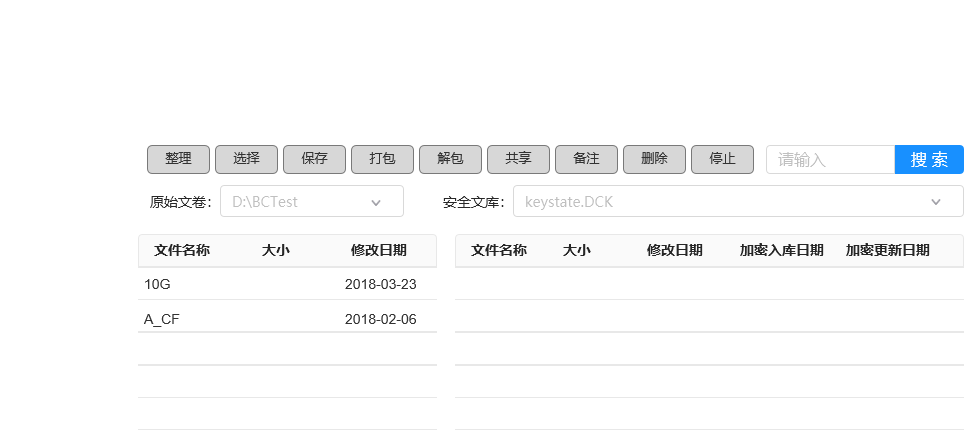 整理 选择 保存 打包 解包 共享 备注 删除 停止 请输入 搜 索
原始文卷： D:\BCTest 安全文库： keystate.DCK
文件名称 大小 修改日期 文件名称 大小 修改日期 加密入库日期 加密更新日期
10G 2018-03-23
A_CF 2018-02-06